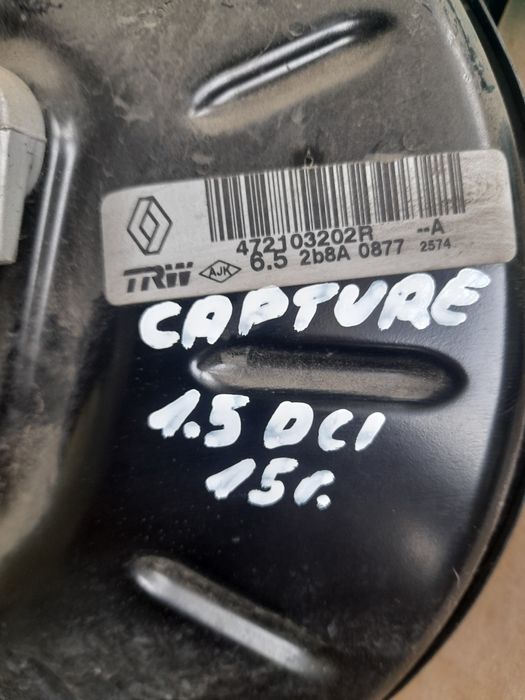 472103202R --A
TRW AJK 6.5 2b8A 0877 2574
CAPTURE
1.5 DCI
15г.